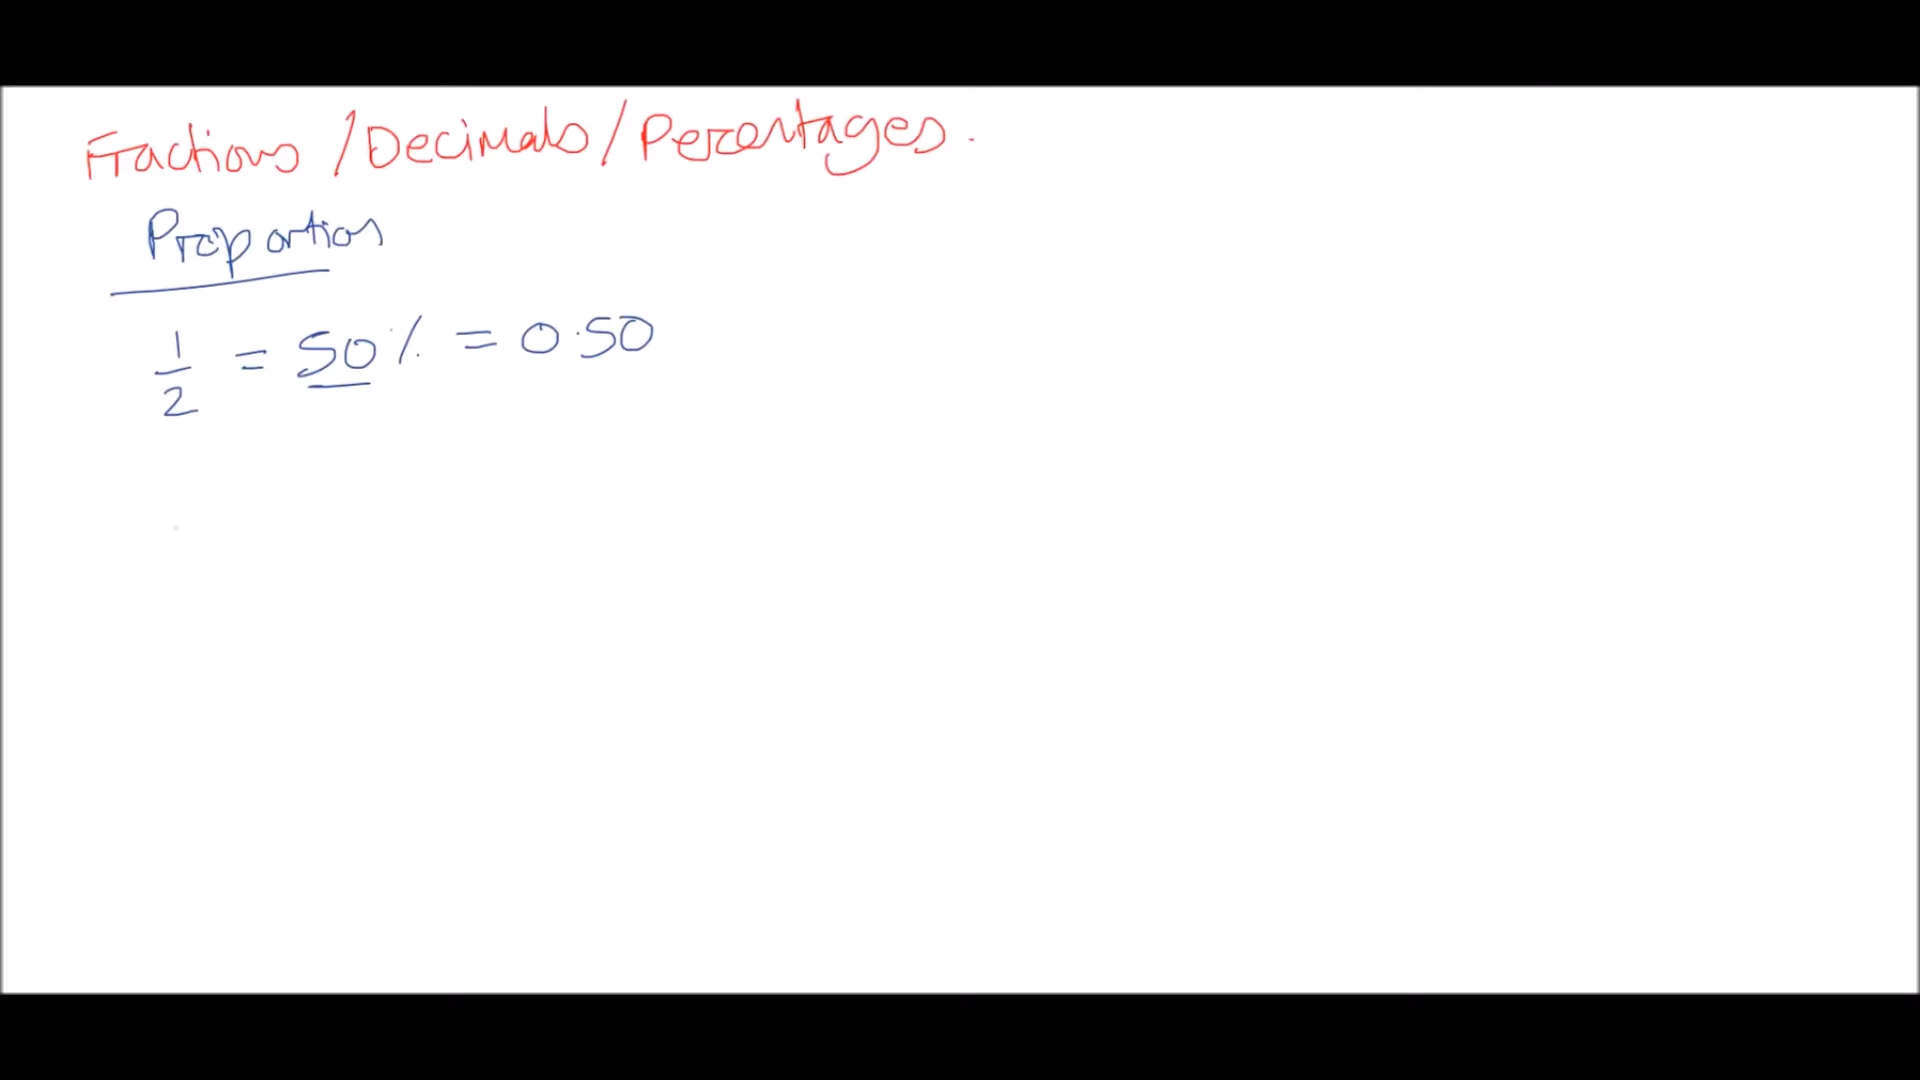 Fractions / Decimals / Percentages.
Proportion
1/2 = 50% = 0.50